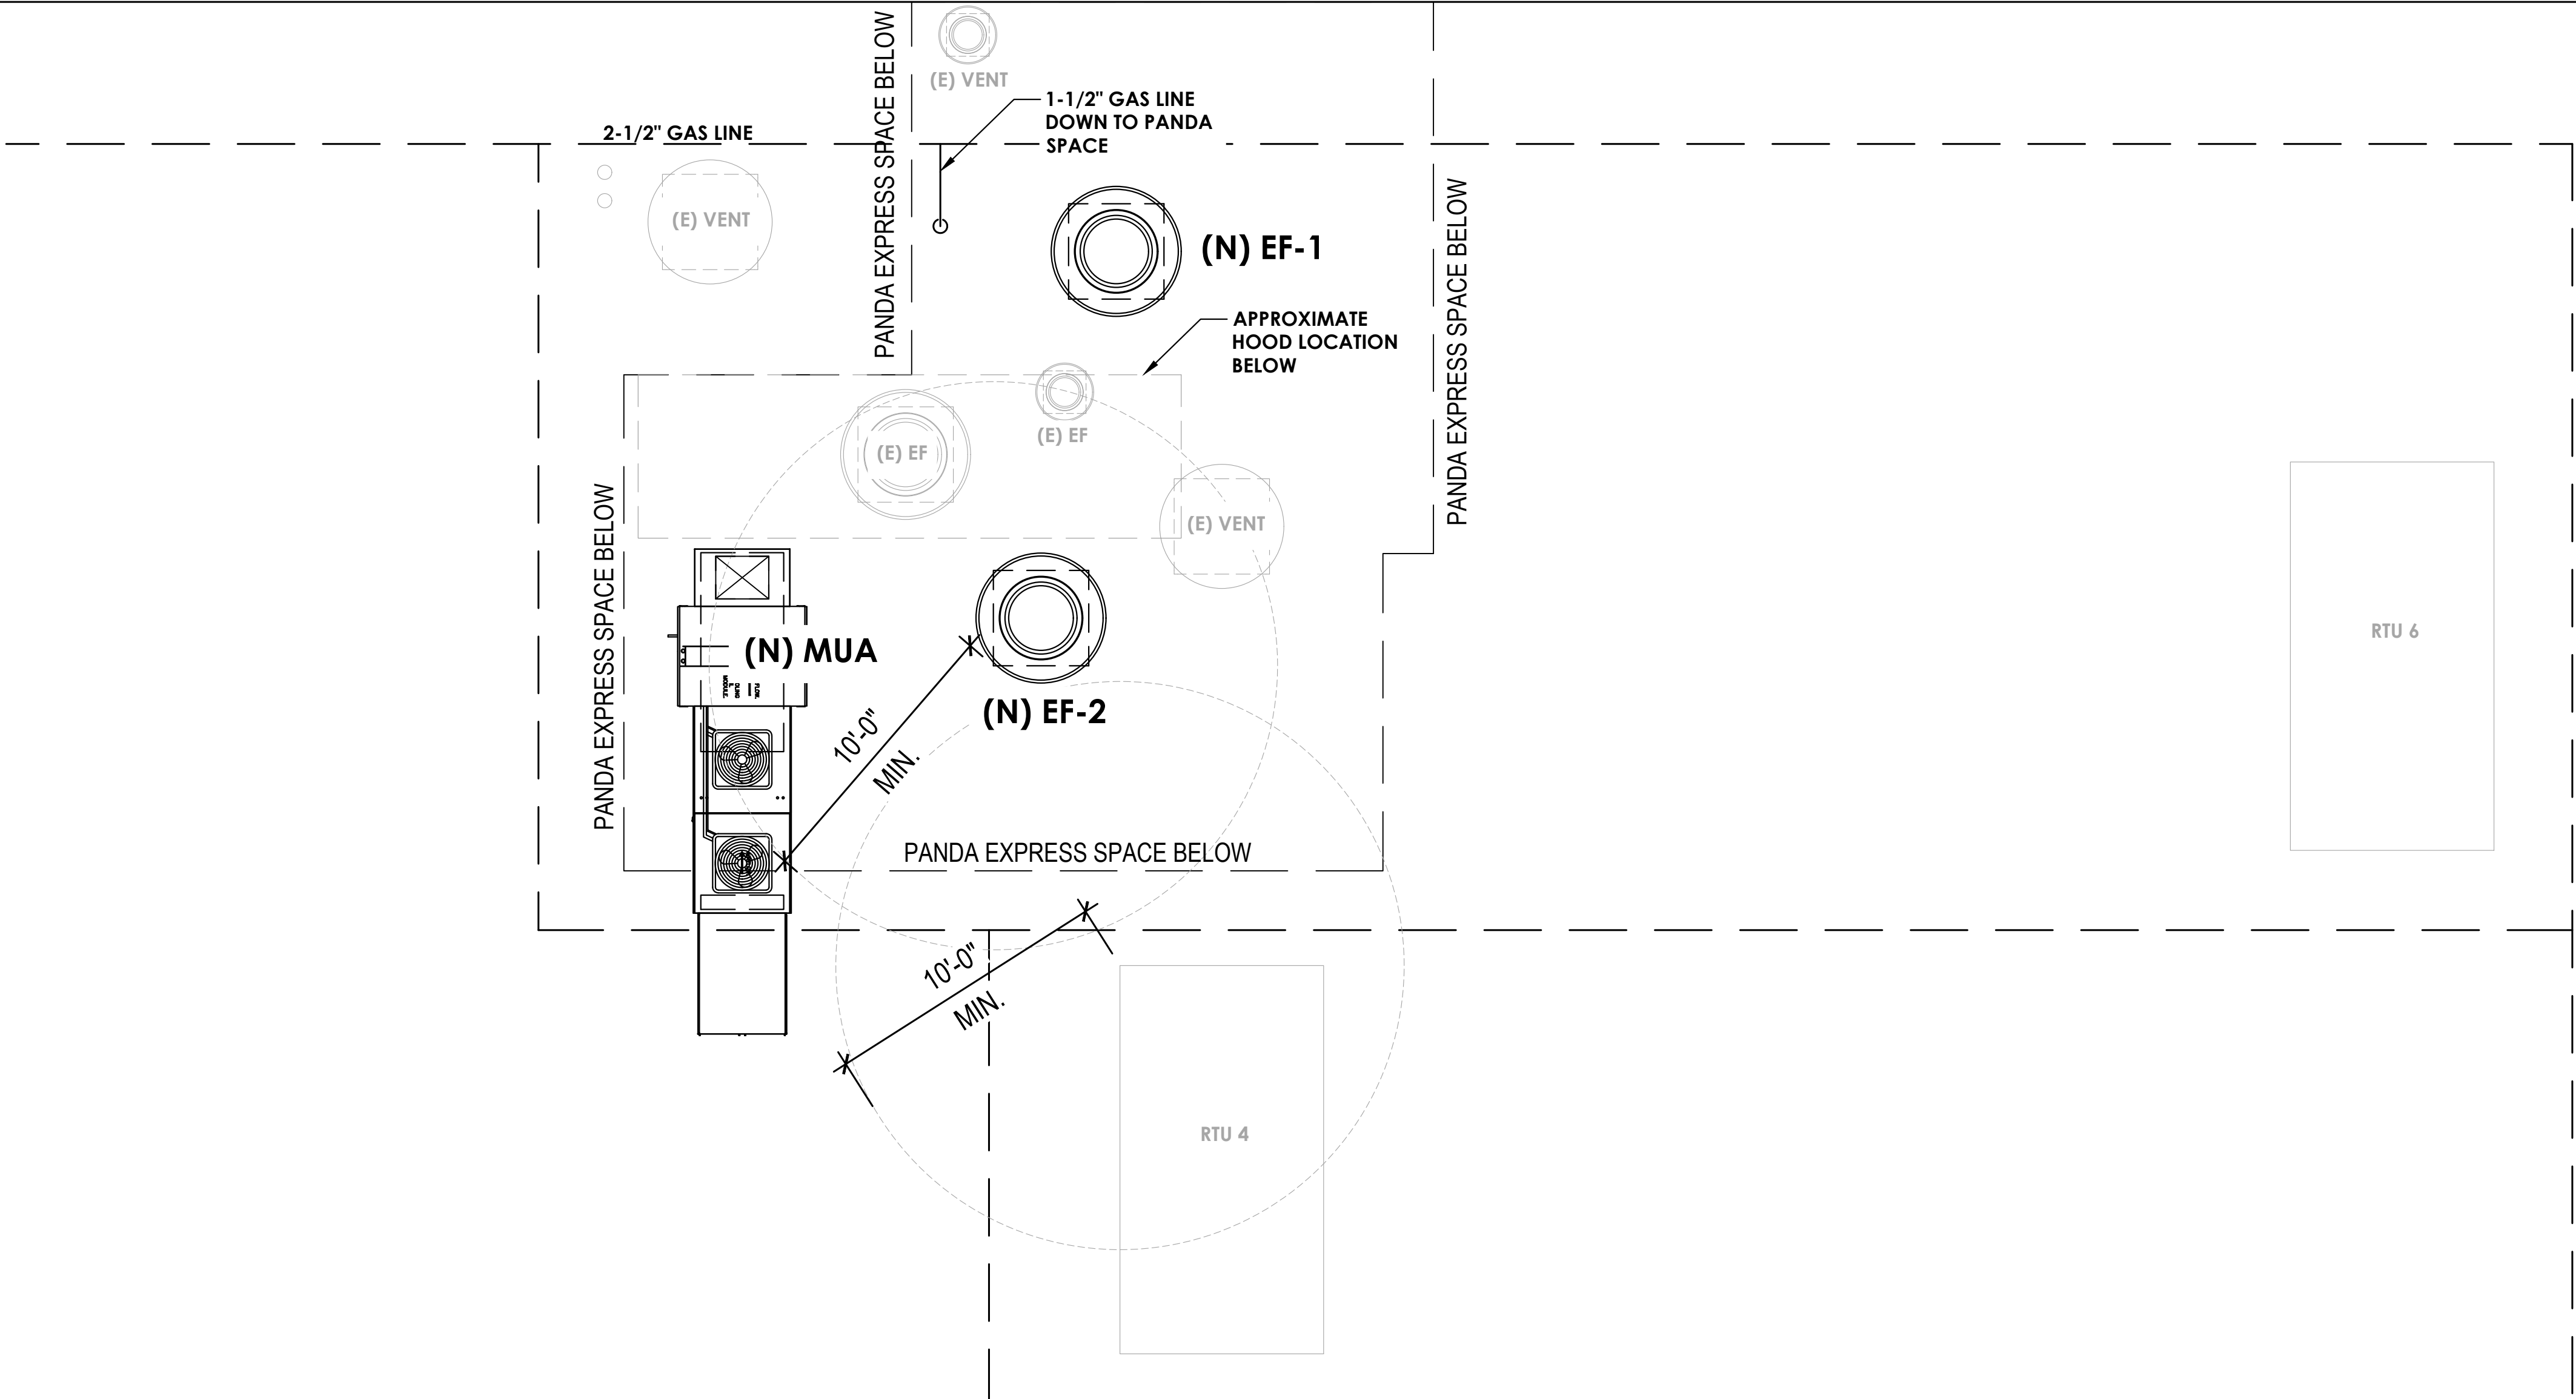 PANDA EXPRESS SPACE BELOW
(E) VENT
1-1/2" GAS LINE
DOWN TO PANDA
SPACE
2-1/2" GAS LINE
(E) VENT
(N) EF-1
PANDA EXPRESS SPACE BELOW
APPROXIMATE
HOOD LOCATION
BELOW
(E) EF
(E) EF
(E) VENT
PANDA EXPRESS SPACE BELOW
(N) MUA
RTU 6
(N) EF-2
10'-0"
MIN.
PANDA EXPRESS SPACE BELOW
10'-0"
MIN.
RTU 4